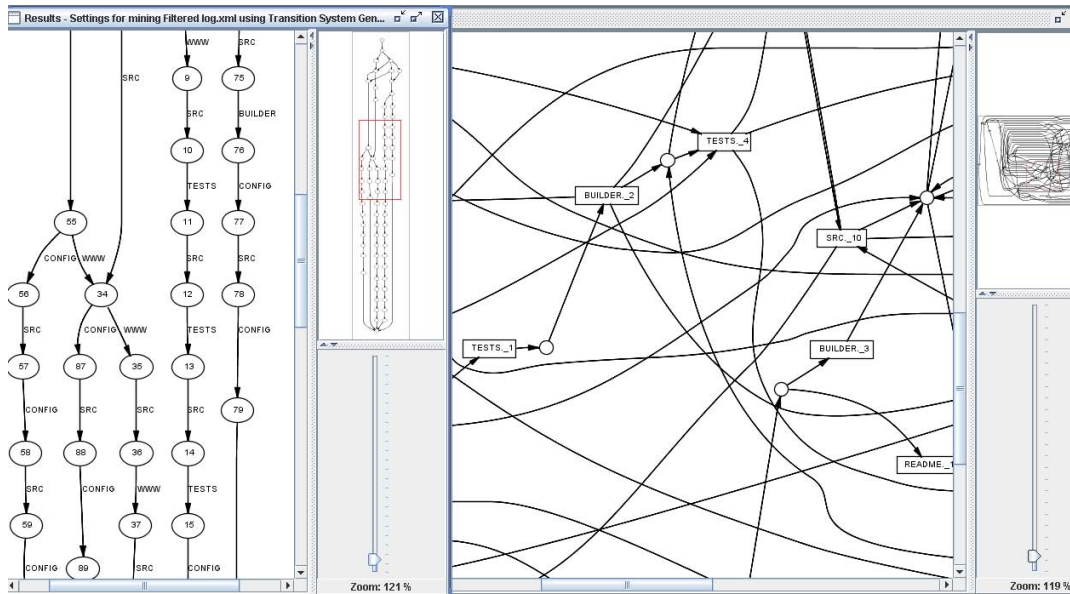 Results - Settings for mining Filtered log.xml using Transition System Gen...
WWW
SRC
SRC
9
75
SRC
BUILDER
10
76
TESTS
CONFIG
55
11
77
CONFIG
WWW
SRC
SRC
56
34
12
78
SRC
CONFIG
WWW
TESTS
CONFIG
57
87
35
13
79
CONFIG
SRC
SRC
SRC
58
88
36
14
SRC
CONFIG
WWW
TESTS
59
37
15
CONFIG
89
SRC
CONFIG
Zoom: 121 %
TESTS._4
BUILDER._2
SRC._10
TESTS._1
BUILDER._3
README._1
Zoom: 119 %